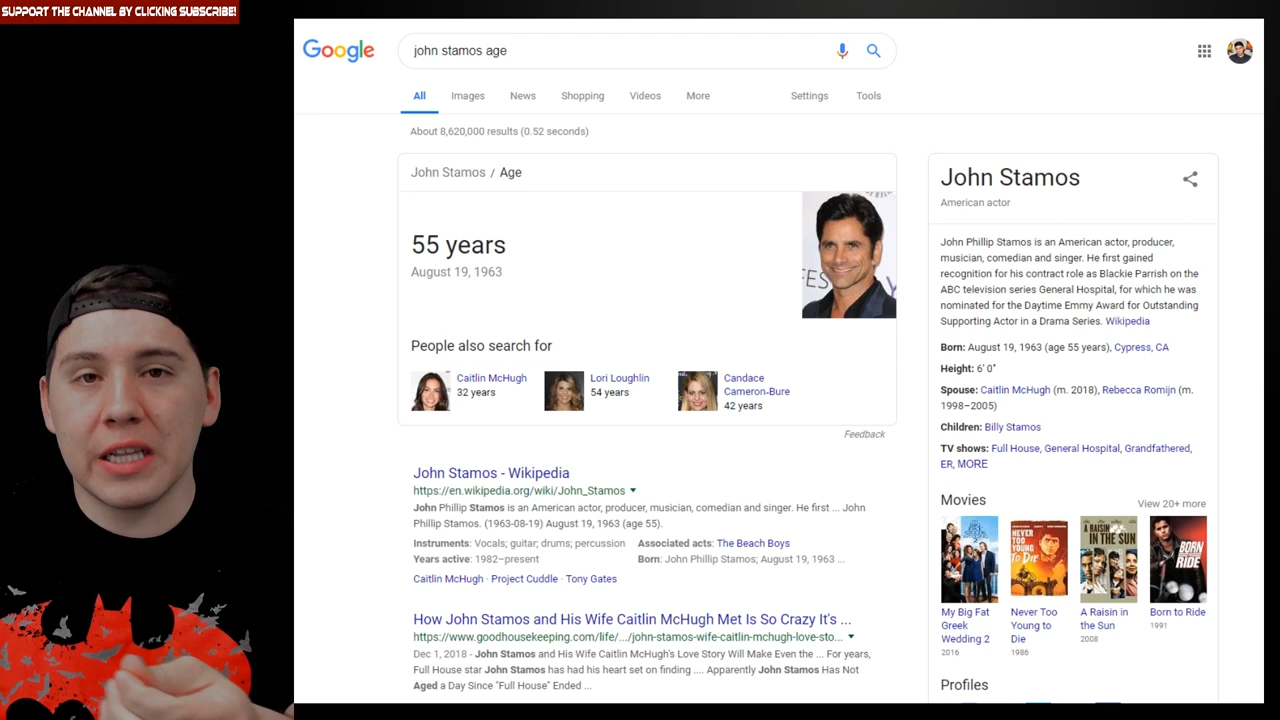 SUPPORT THE CHANNEL BY CLICKING SUBSCRIBE!
Google
john stamos age
All
Images
News
Shopping
Videos
More
Settings
Tools
About 8,620,000 results (0.52 seconds)
John Stamos / Age
55 years
August 19, 1963
FES
People also search for
Caitlin McHugh
32 years
Lori Loughlin
54 years
Candace
Cameron-Bure
42 years
Feedback
John Stamos - Wikipedia
https://en.wikipedia.org/wiki/John_Stamos
John Phillip Stamos is an American actor, producer, musician, comedian and singer. He first ... John
Phillip Stamos. (1963-08-19) August 19, 1963 (age 55).
Instruments: Vocals; guitar; drums; percussion
Associated acts: The Beach Boys
Years active: 1982–present
Born: John Phillip Stamos; August 19, 1963 ...
Caitlin McHugh · Project Cuddle · Tony Gates
How John Stamos and His Wife Caitlin McHugh Met Is So Crazy It's ...
https://www.goodhousekeeping.com/life/.../john-stamos-wife-caitlin-mchugh-love-sto...
Dec 1, 2018 - John Stamos and His Wife Caitlin McHugh's Love Story Will Make Even the ... For years,
Full House star John Stamos has had his heart set on finding .... Apparently John Stamos Has Not
Aged a Day Since "Full House" Ended ...
John Stamos
American actor
John Phillip Stamos is an American actor, producer,
musician, comedian and singer. He first gained
recognition for his contract role as Blackie Parrish on the
ABC television series General Hospital, for which he was
nominated for the Daytime Emmy Award for Outstanding
Supporting Actor in a Drama Series. Wikipedia
Born: August 19, 1963 (age 55 years), Cypress, CA
Height: 6′ 0″
Spouse: Caitlin McHugh (m. 2018), Rebecca Romijn (m.
1998–2005)
Children: Billy Stamos
TV shows: Full House, General Hospital, Grandfathered,
ER, MORE
Movies
View 20+ more
NEVER
TOO
YOUNG
TO DIE
A RAISIN
IN THE SUN
BORN
RIDE
My Big Fat
Greek
Wedding 2
2016
Never Too
Young to
Die
1986
A Raisin in
the Sun
2008
Born to Ride
1991
Profiles